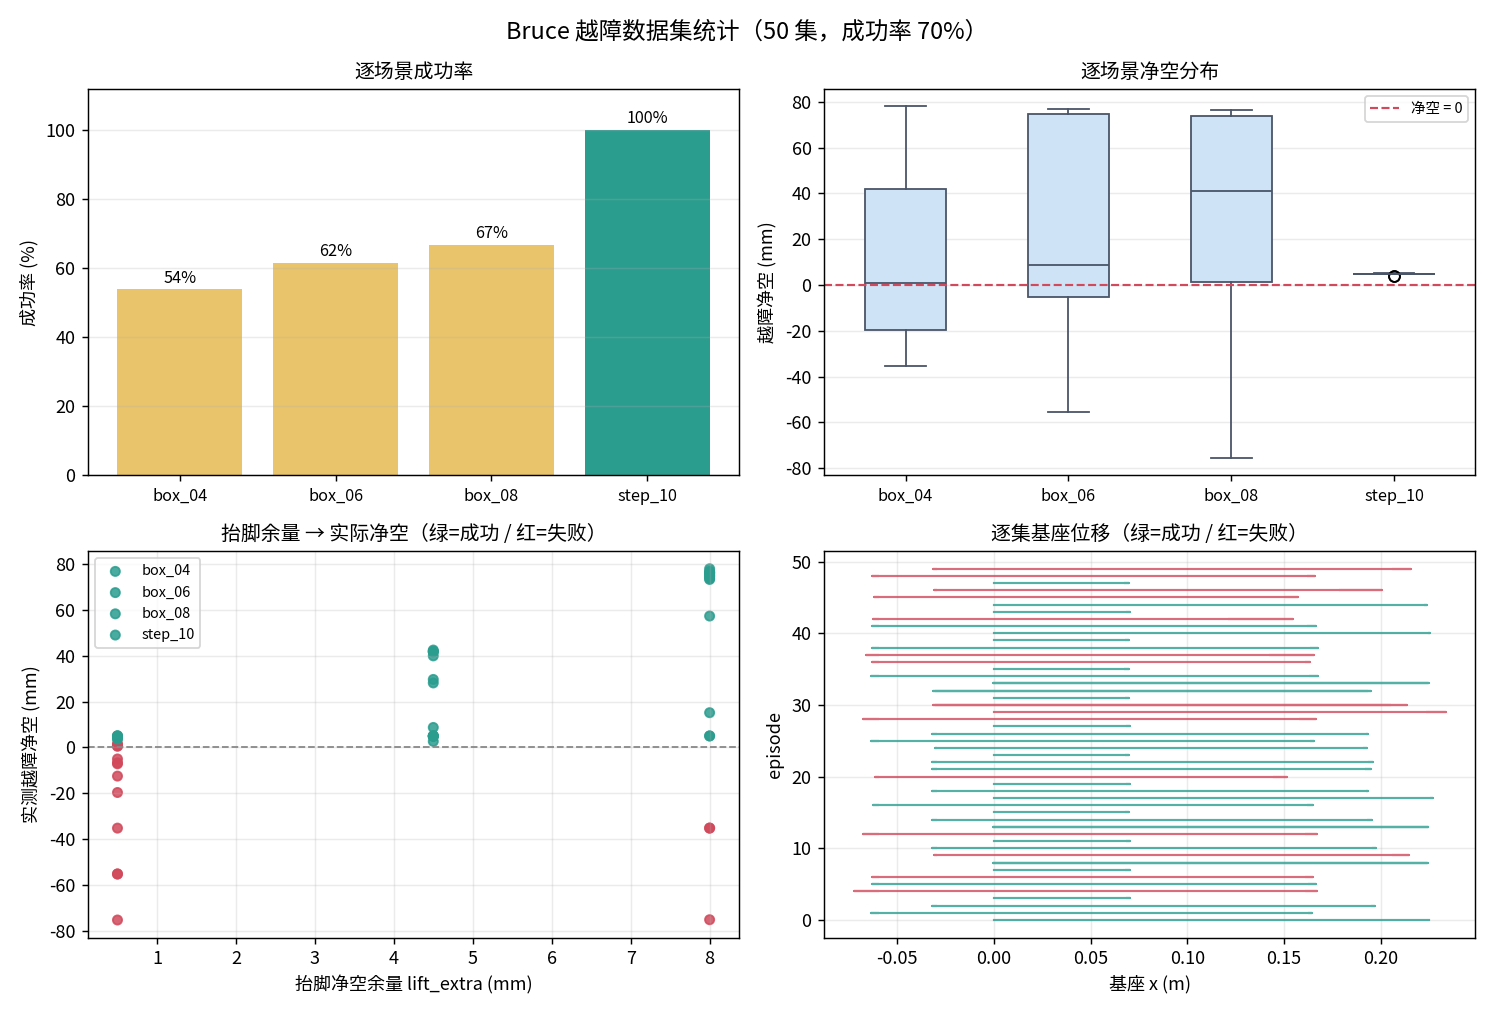 Bruce 越障数据集统计（50 集，成功率 70%）
逐场景成功率
成功率 (%)
100
80
60
40
20
0
54%
62%
67%
100%
box_04
box_06
box_08
step_10
逐场景净空分布
净空 = 0
越障净空 (mm)
80
60
40
20
0
-20
-40
-60
-80
box_04
box_06
box_08
step_10
抬脚余量 → 实际净空（绿=成功 / 红=失败）
box_04
box_06
box_08
step_10
实测越障净空 (mm)
80
60
40
20
0
-20
-40
-60
-80
1
2
3
4
5
6
7
8
抬脚净空余量 lift_extra (mm)
逐集基座位移（绿=成功 / 红=失败）
episode
50
40
30
20
10
0
-0.05
0.00
0.05
0.10
0.15
0.20
基座 x (m)